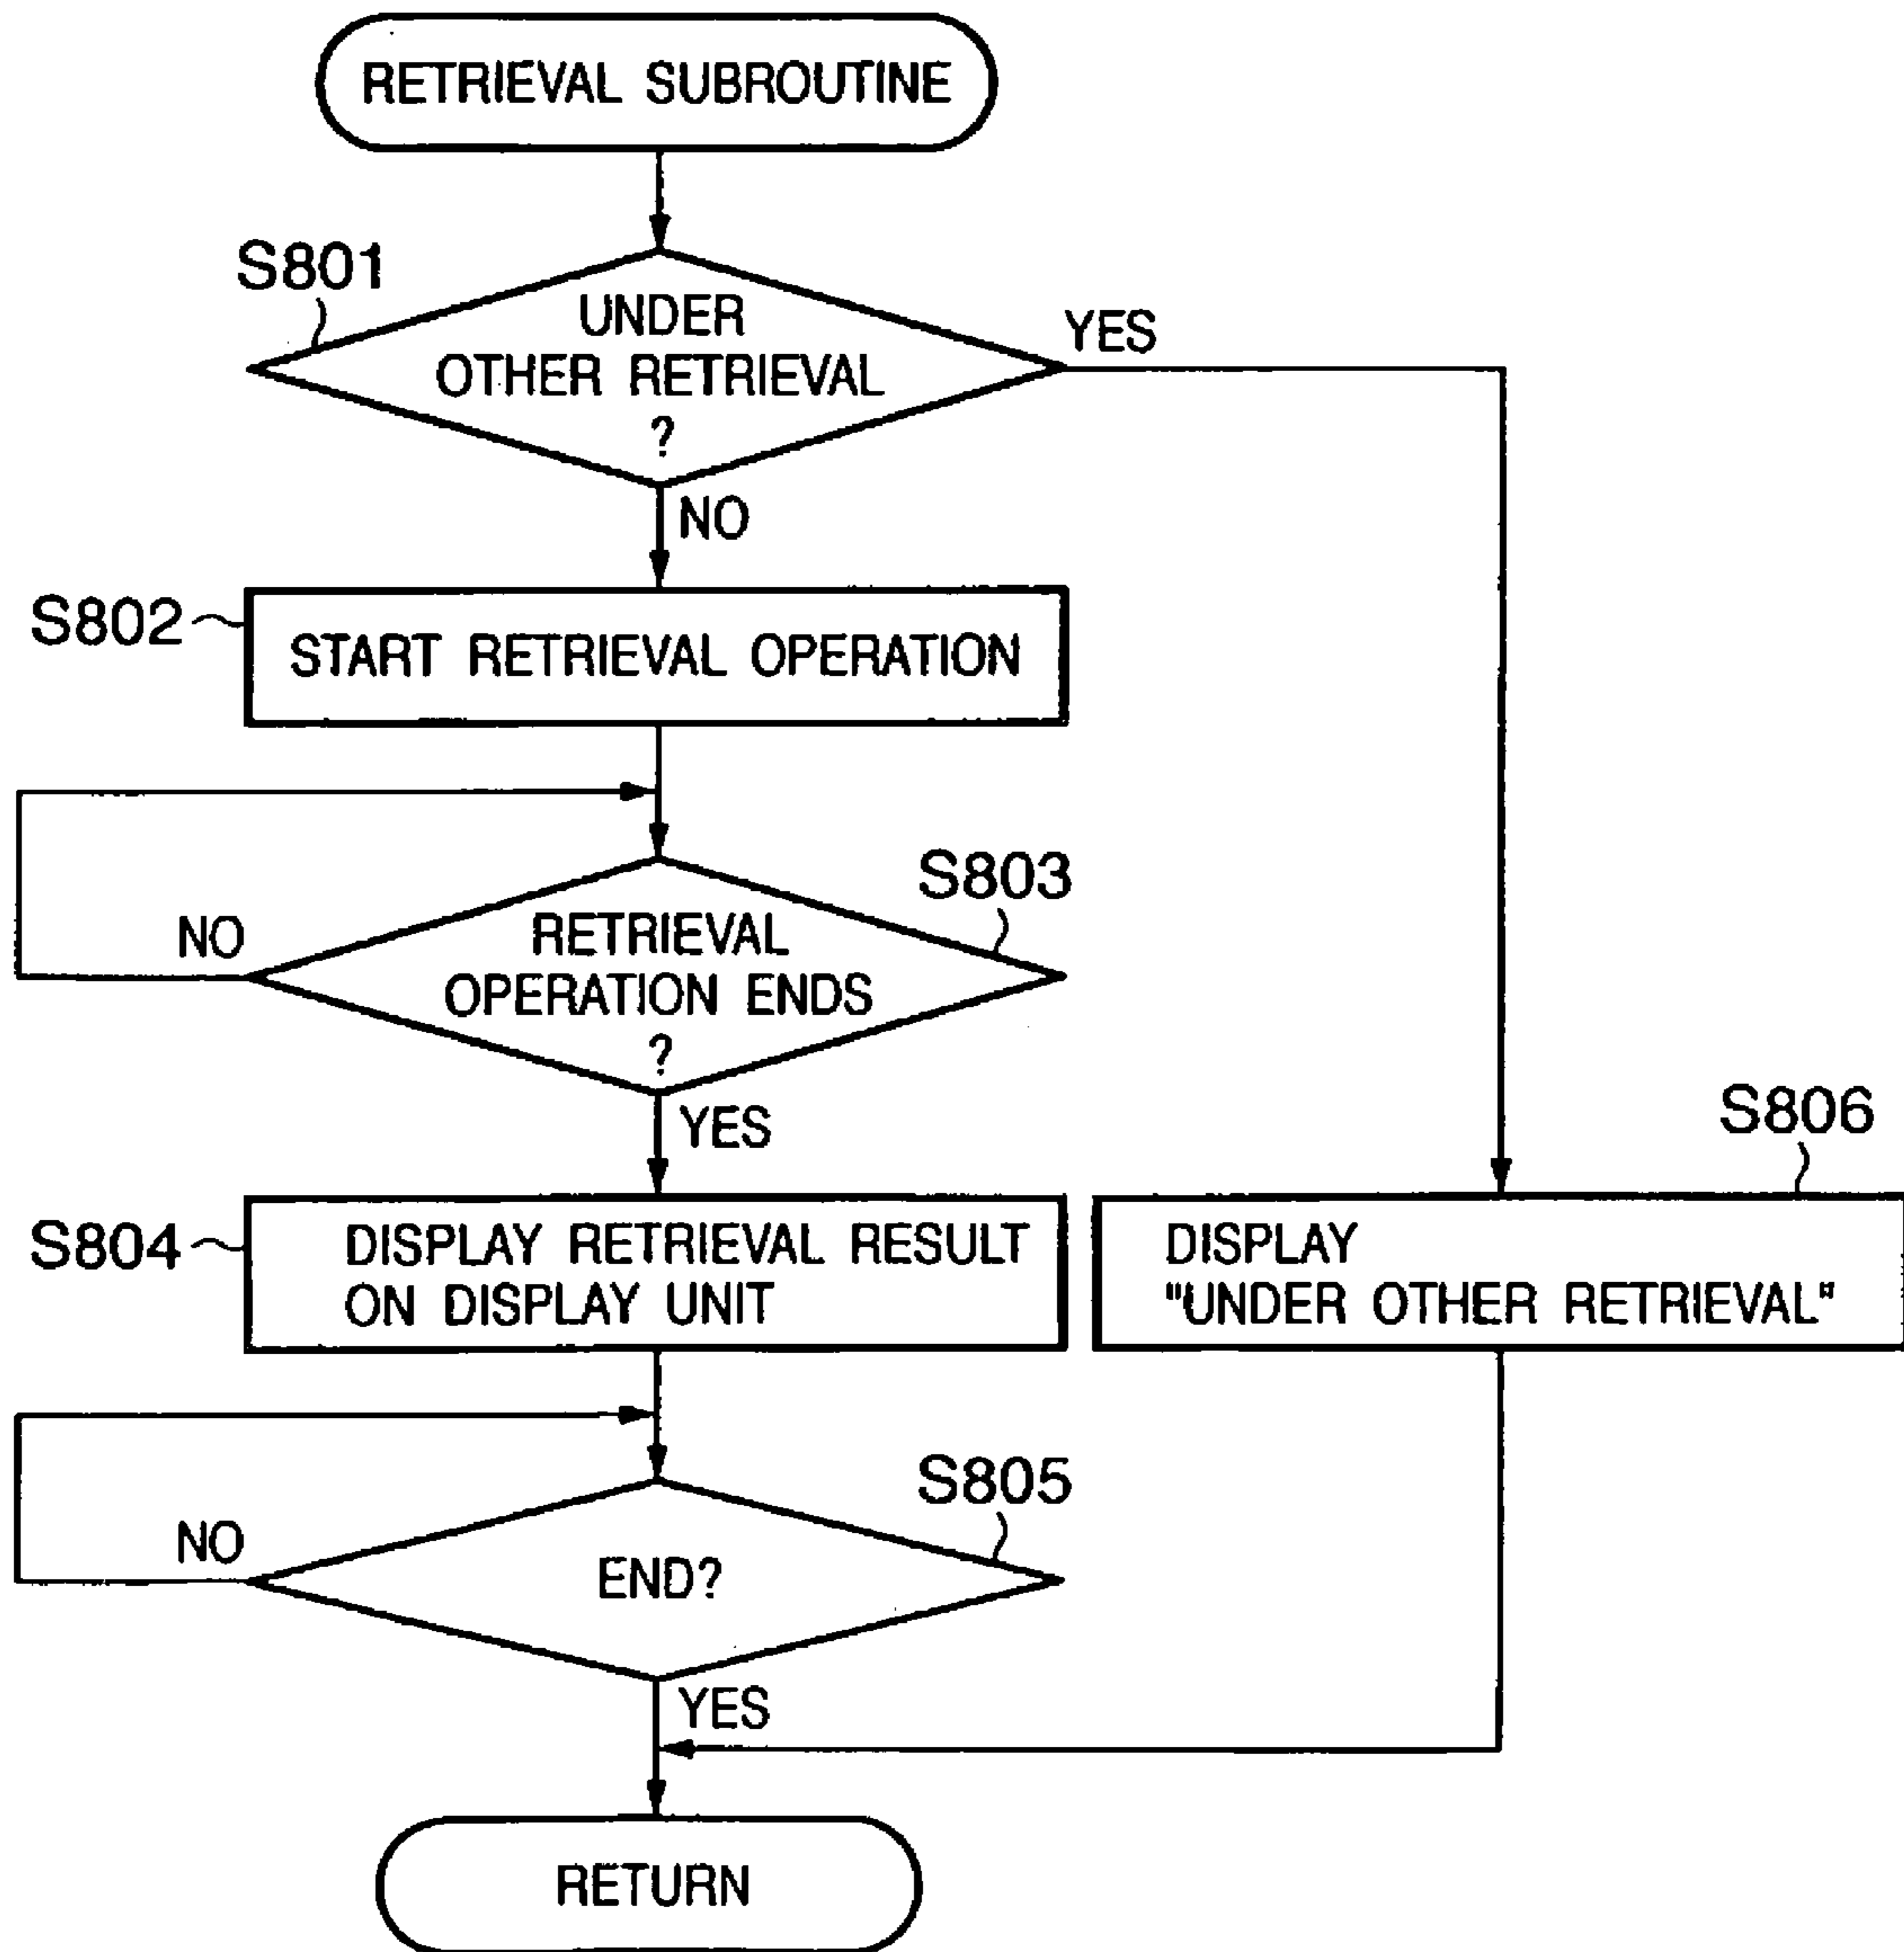 RETRIEVAL SUBROUTINE
S801
UNDER
OTHER RETRIEVAL
?
YES
NO
S802
START RETRIEVAL OPERATION
S803
NO
RETRIEVAL
OPERATION ENDS
?
YES
S806
S804
DISPLAY RETRIEVAL RESULT
ON DISPLAY UNIT
DISPLAY
"UNDER OTHER RETRIEVAL"
S805
NO
END?
YES
RETURN